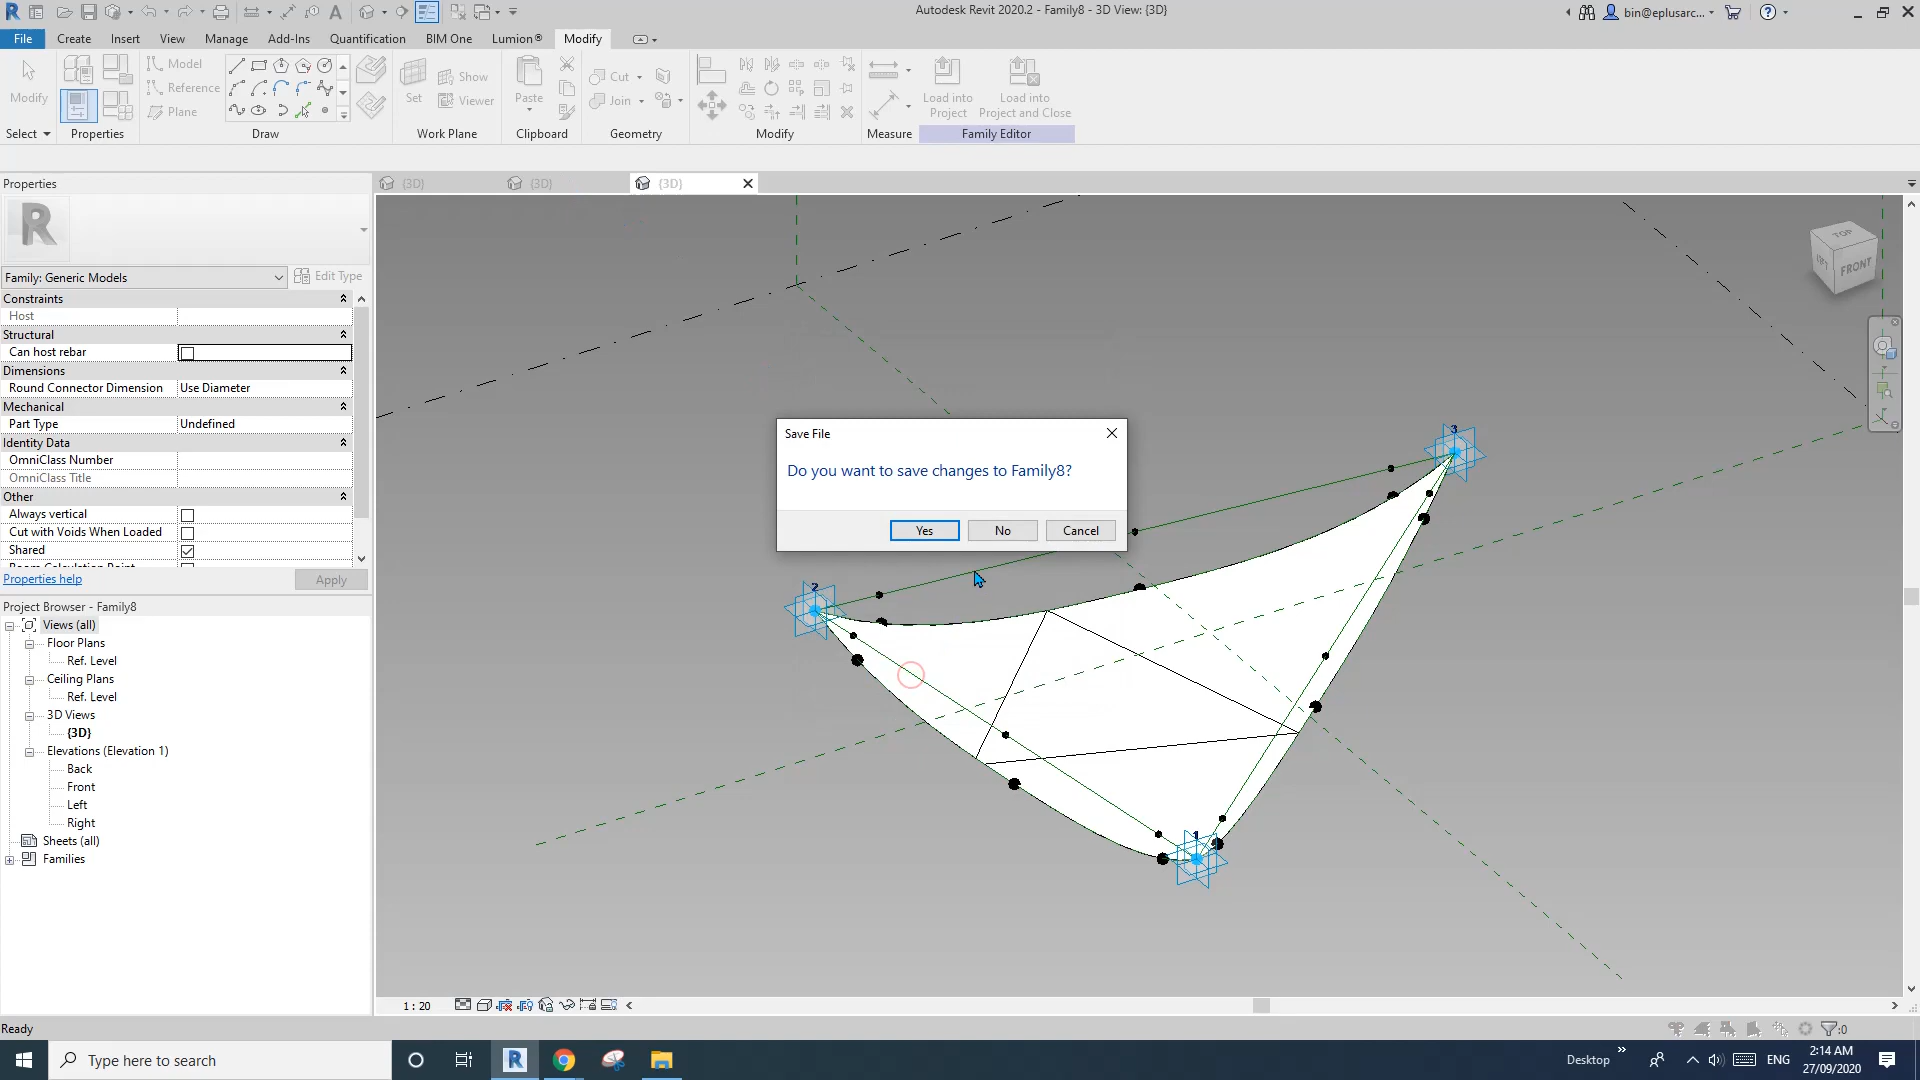 Autodesk Revit 2020.2 - Family8 - 3D View: {3D}
bin@eplusarc...
File
Create
Insert
View
Manage
Add-Ins
Quantification
BIM One
Lumion®
Modify
Modify
Select
Properties
Model
Reference
Plane
Draw
Set
Show
Viewer
Work Plane
Paste
Clipboard
Cut
Join
Geometry
Modify
Measure
Load into
Project
Load into
Project and Close
Family Editor
Properties
{3D}
{3D}
{3D}
R
Family: Generic Models
Edit Type
Constraints
Host
Structural
Can host rebar
Dimensions
Round Connector Dimension
Use Diameter
Mechanical
Part Type
Undefined
Identity Data
OmniClass Number
OmniClass Title
Other
Always vertical
Cut with Voids When Loaded
Shared
Room Calculation Point
Properties help
Apply
Project Browser - Family8
Views (all)
Floor Plans
Ref. Level
Ceiling Plans
Ref. Level
3D Views
{3D}
Elevations (Elevation 1)
Back
Front
Left
Right
Sheets (all)
Families
TOP
FRONT
3
Save File
Do you want to save changes to Family8?
Yes
No
Cancel
2
1
1 : 20
Ready
:0
Type here to search
Desktop
ENG
2:14 AM
27/09/2020